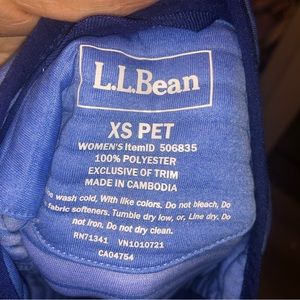 L.L.Bean
XS PET
WOMEN'S ItemID 506835
100% POLYESTER
EXCLUSIVE OF TRIM
MADE IN CAMBODIA
wash cold. With like colors. Do not bleach, Do
fabric softeners. Tumble dry low, or, Line dry. Do
not iron. Do not dry clean.
RN71341 VN1010721
CA04754